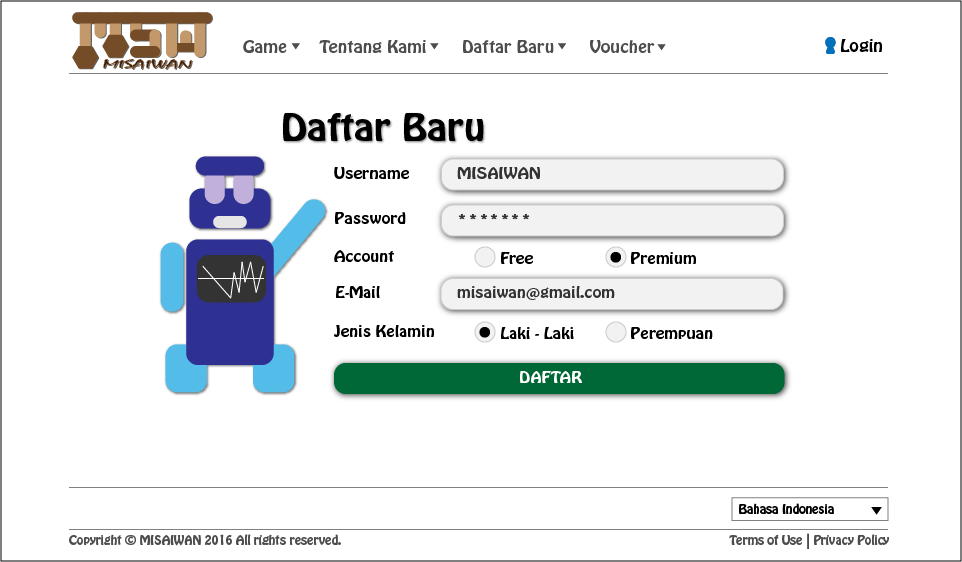 MSW
MISAIWAN
Game Tentang Kami Daftar Baru Voucher Login
Daftar Baru
Username MISAIWAN
Password *******
Account Free Premium
E-Mail misaiwan@gmail.com
Jenis Kelamin Laki - Laki Perempuan
DAFTAR
Bahasa Indonesia
Copyright © MISAIWAN 2016 All rights reserved. Terms of Use | Privacy Policy